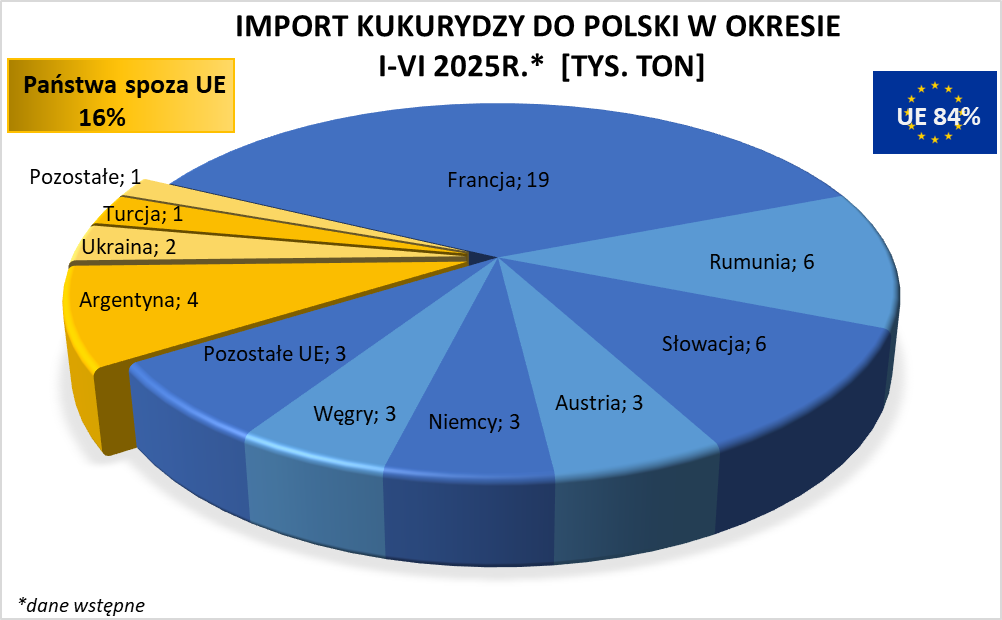 IMPORT KUKURYDZY DO POLSKI W OKRESIE
I-VI 2025R.* [TYS. TON]
Państwa spoza UE
16%
UE 84%
Pozostałe; 1
Francja; 19
Turcja; 1
Ukraina; 2
Rumunia; 6
Argentyna; 4
Słowacja; 6
Pozostałe UE; 3
Węgry; 3
Niemcy; 3
Austria; 3
*dane wstępne